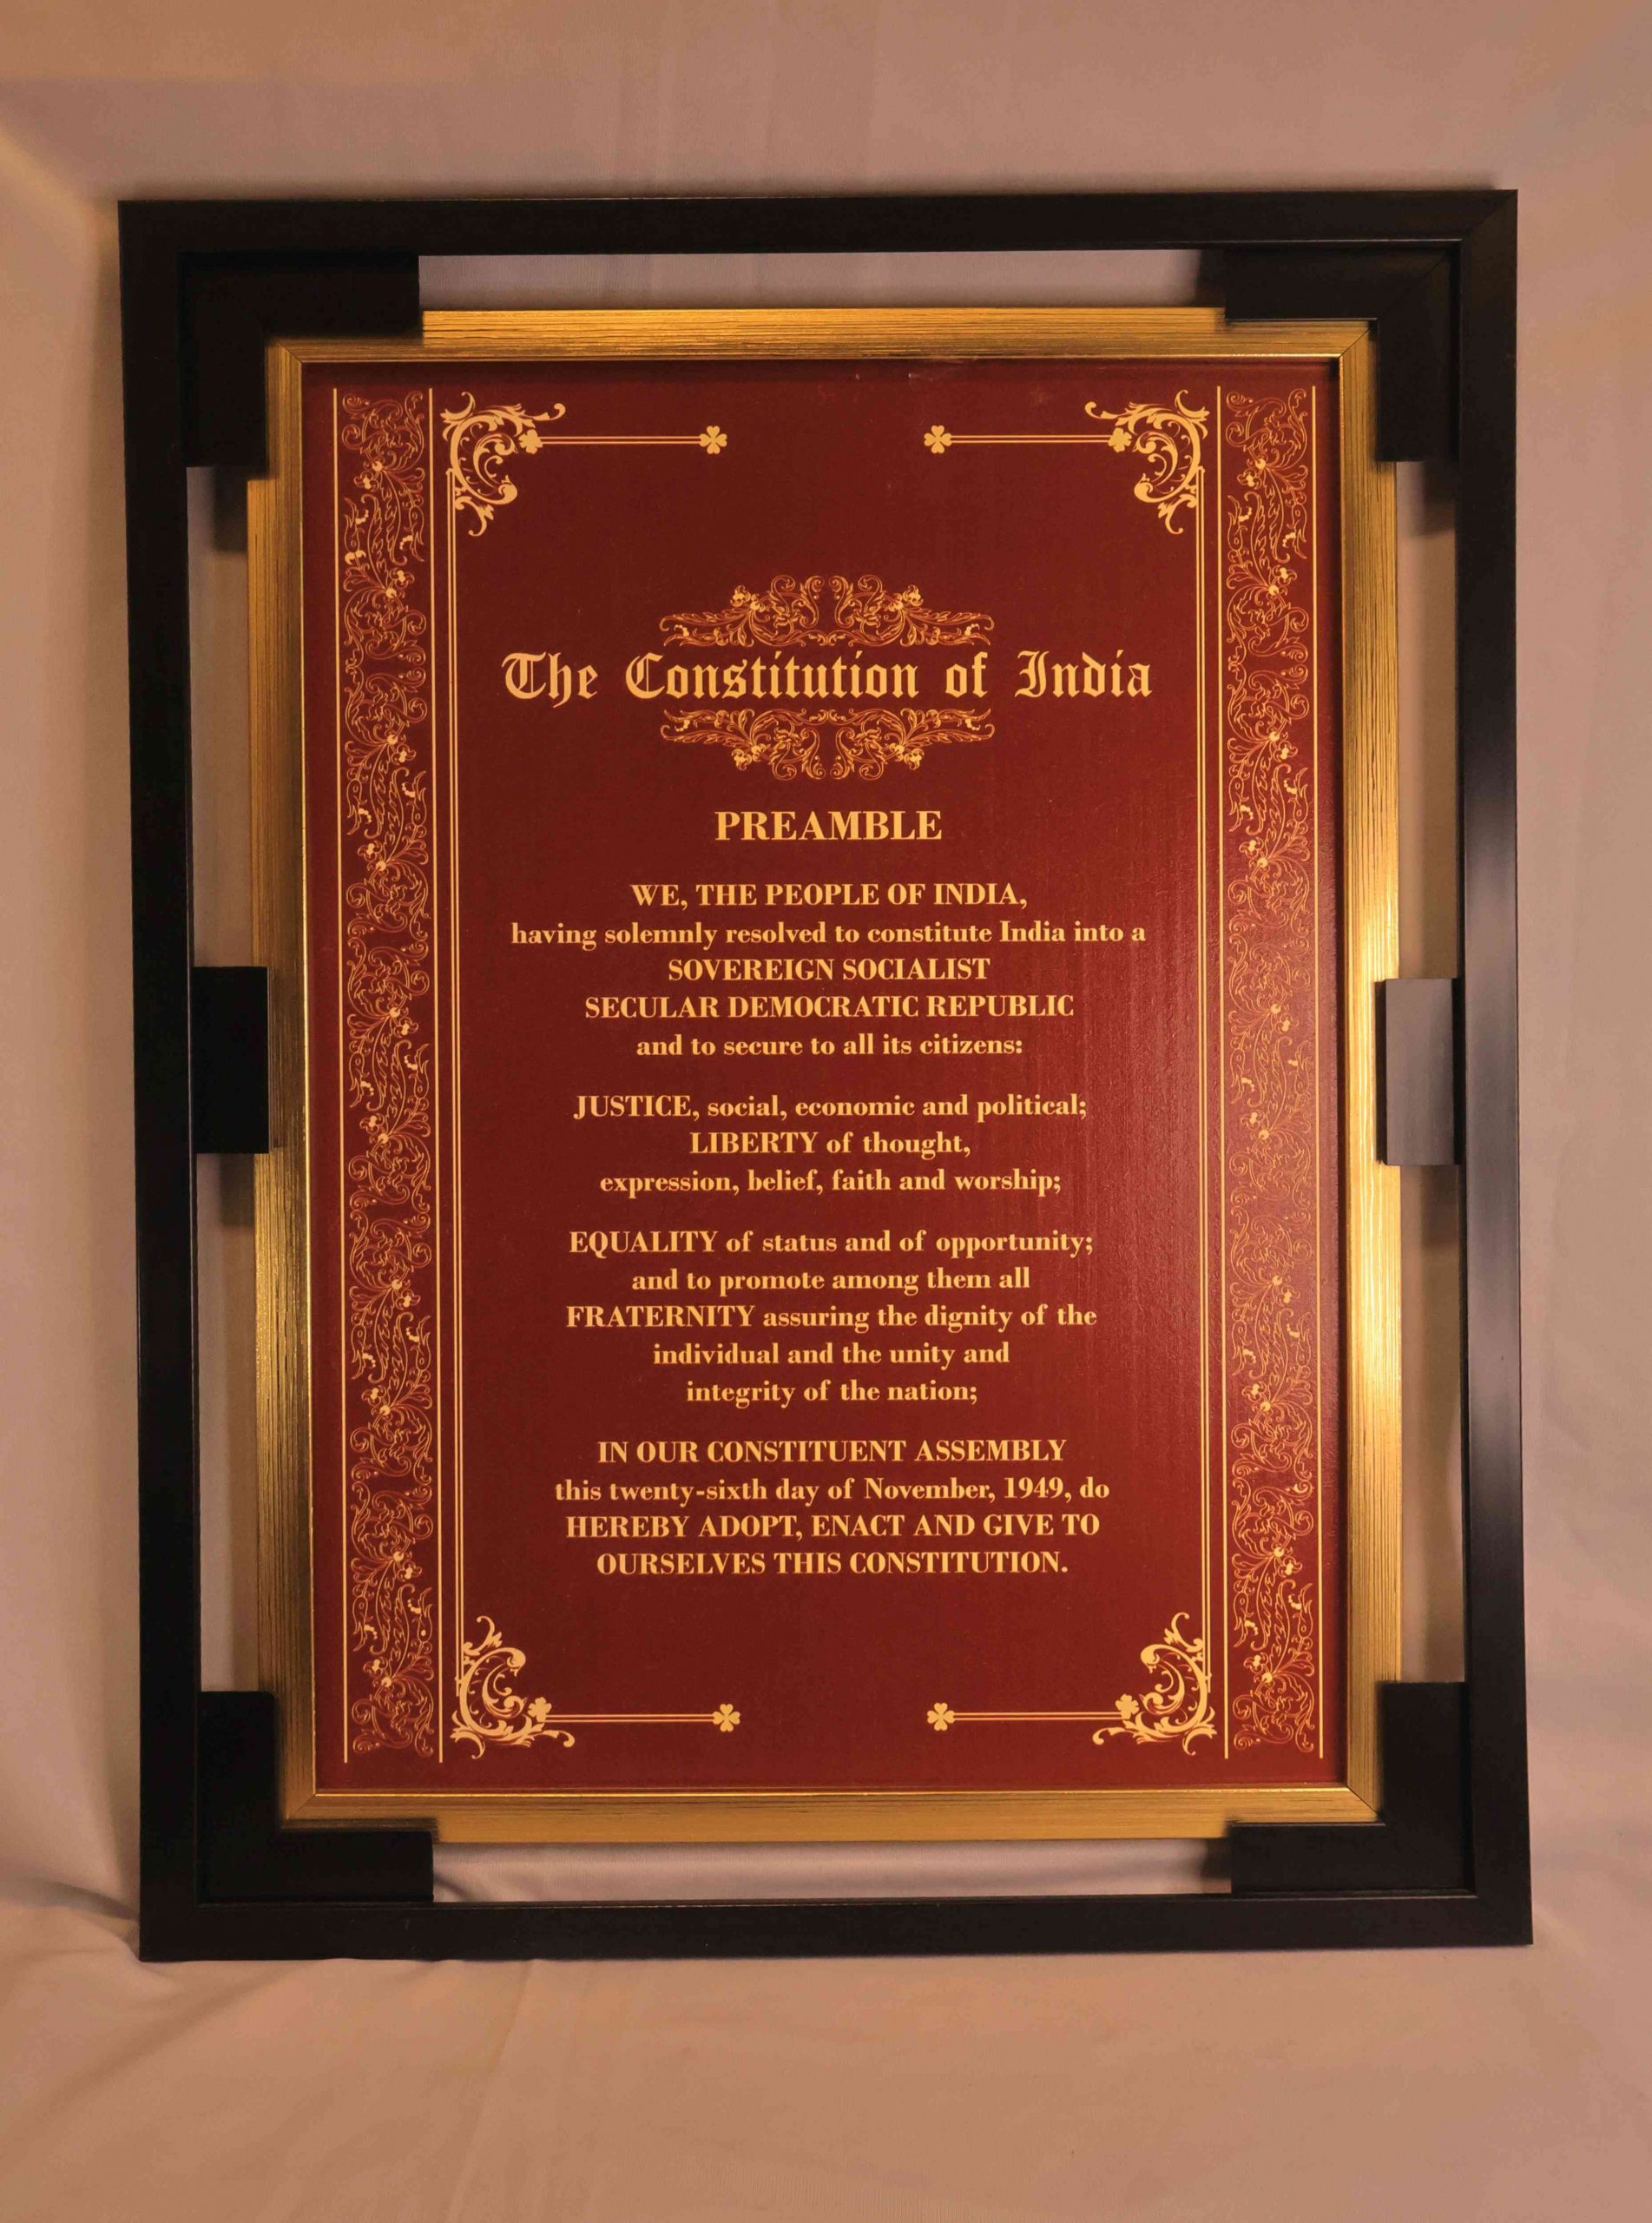 The Constitution of India
PREAMBLE
WE, THE PEOPLE OF INDIA,
having solemnly resolved to constitute India into a
SOVEREIGN SOCIALIST
SECULAR DEMOCRATIC REPUBLIC
and to secure to all its citizens:
JUSTICE, social, economic and political;
LIBERTY of thought,
expression, belief, faith and worship;
EQUALITY of status and of opportunity;
and to promote among them all
FRATERNITY assuring the dignity of the
individual and the unity and
integrity of the nation;
IN OUR CONSTITUENT ASSEMBLY
this twenty-sixth day of November, 1949, do
HEREBY ADOPT, ENACT AND GIVE TO
OURSELVES THIS CONSTITUTION.